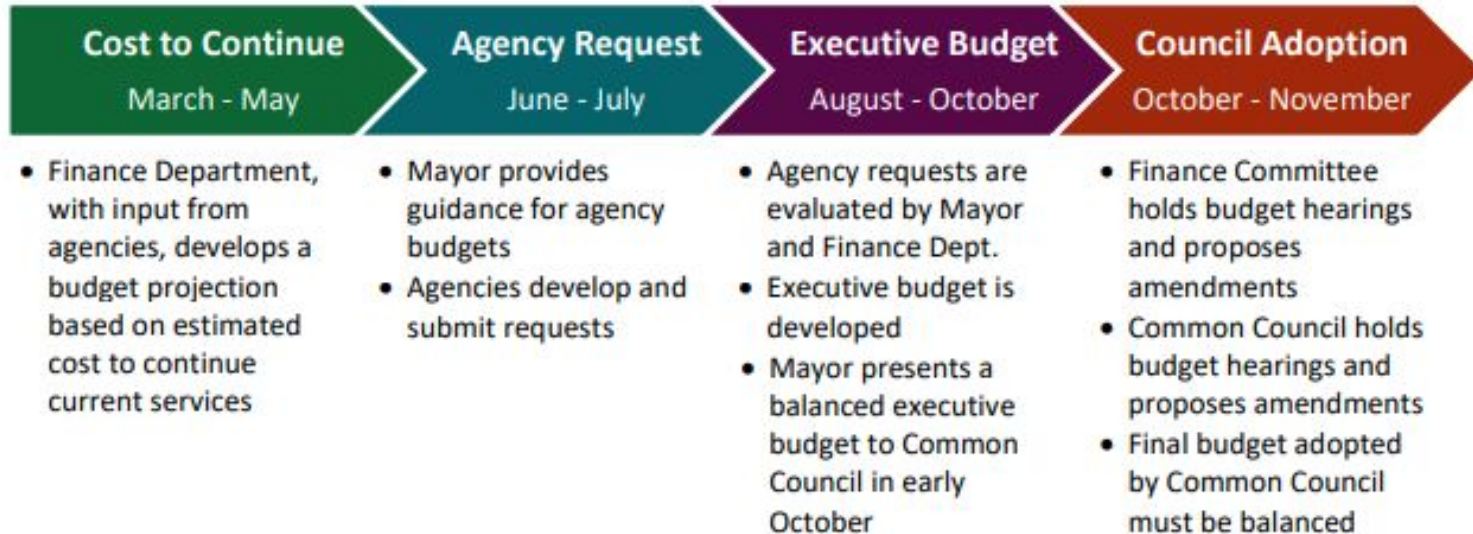 Cost to Continue
March - May
Agency Request
June - July
Executive Budget
August - October
Council Adoption
October - November
• Finance Department,
with input from
agencies, develops a
budget projection
based on estimated
cost to continue
current services
• Mayor provides
guidance for agency
budgets
• Agencies develop and
submit requests
• Agency requests are
evaluated by Mayor
and Finance Dept.
• Executive budget is
developed
• Mayor presents a
balanced executive
budget to Common
Council in early
October
• Finance Committee
holds budget hearings
and proposes
amendments
• Common Council holds
budget hearings and
proposes amendments
• Final budget adopted
by Common Council
must be balanced